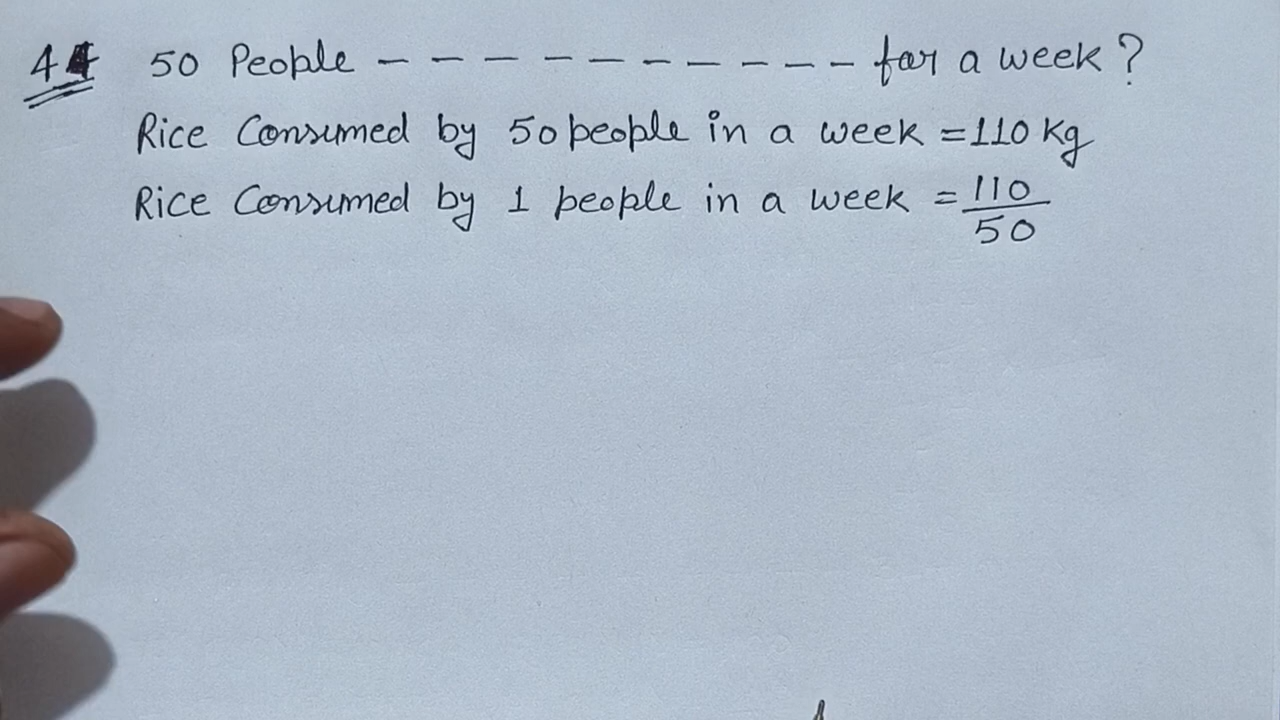 44 50 People - - - - - - - - - - for a week?
Rice Consumed by 50 people in a week = 110 Kg
Rice Consumed by 1 people in a week = 110/50